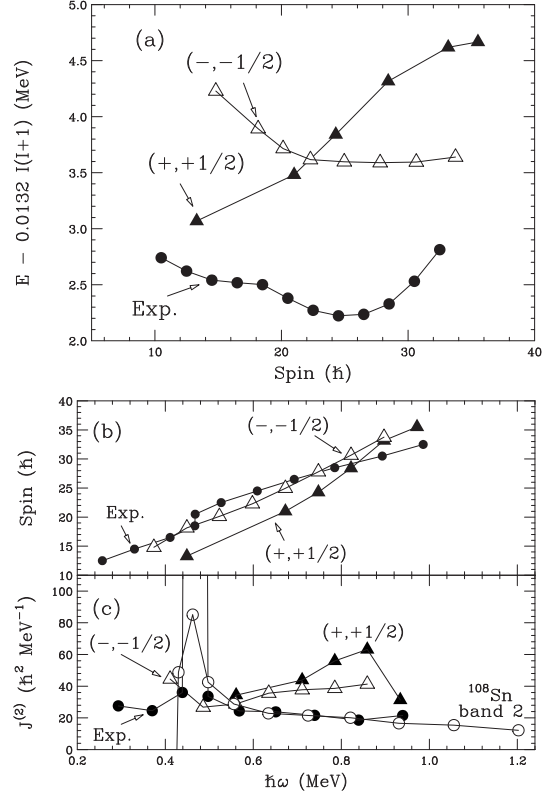 5.0
(a)
4.5
(−,−1/2)
4.0
3.5
(+,+1/2)
3.0
2.5
Exp.
2.0
E − 0.0132 I(I+1) (MeV)
10 20 30 40
Spin (ħ)
40
(b)
35
(−,−1/2)
30
25
20
Exp.
15
(+,+1/2)
10
Spin (ħ)
100
(c)
80
(−,−1/2)
(+,+1/2)
60
40
¹⁰⁸Sn
band 2
20
Exp.
0
J⁽²⁾ (ħ² MeV⁻¹)
0.2 0.4 0.6 0.8 1.0 1.2
ħω (MeV)